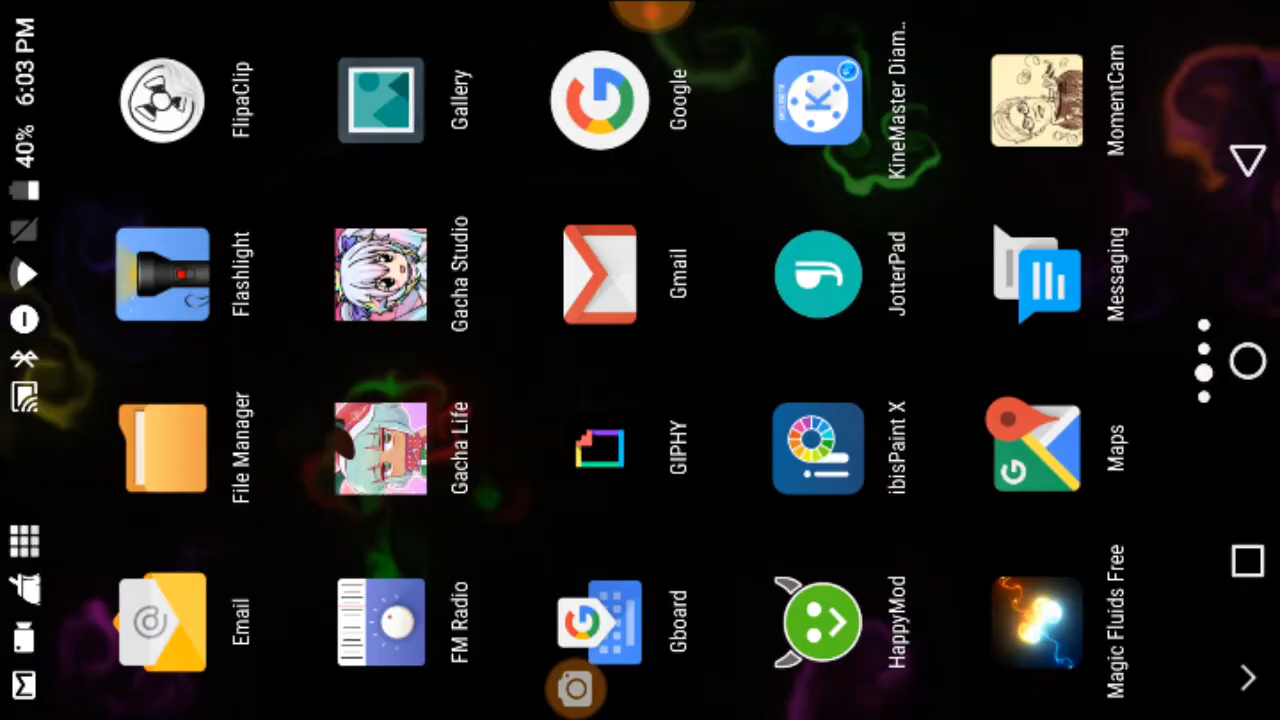 40% 6:03 PM
Email
File Manager
Flashlight
FlipaClip
FM Radio
Gacha Life
Gacha Studio
Gallery
Gboard
GIPHY
Gmail
Google
HappyMod
ibisPaint X
JotterPad
KineMaster Diam..
Magic Fluids Free
Maps
Messaging
MomentCam